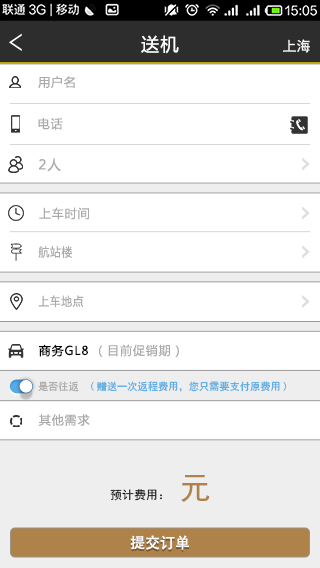 联通 3G | 移动 15:05
送机 上海
用户名
电话
2人
上车时间
航站楼
上车地点
商务GL8 （目前促销期）
是否往返 （赠送一次返程费用，您只需要支付原费用）
其他需求
预计费用： 元
提交订单